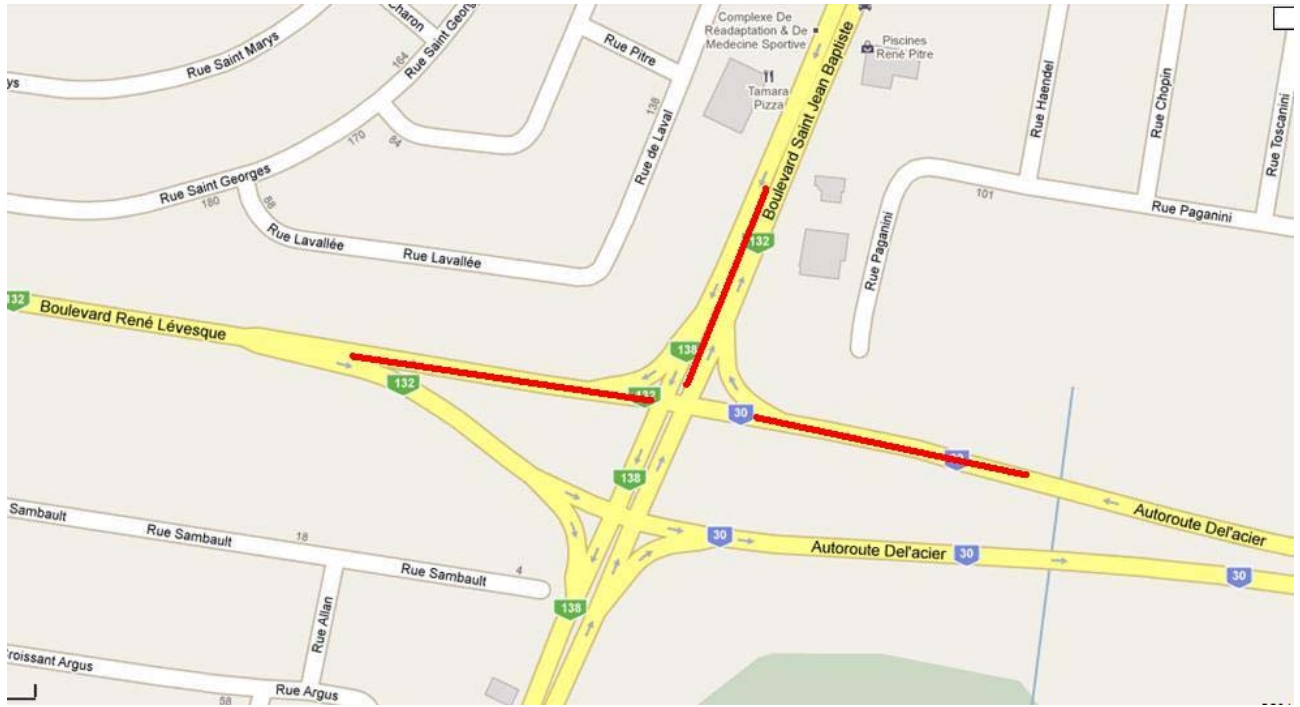 Charon
Rue Saint Georges
164
Rue Saint Marys
ys
Rue Pitre
Complexe De
Réadaptation & De
Medecine Sportive
Piscines
René Pitre
Tamara
Pizza
Boulevard Saint Jean Baptiste
Rue Haendel
Rue Chopin
Rue Toscanini
138
170
84
Rue de Laval
Rue Saint Georges
180
88
101
Rue Paganini
Rue Lavallée
Rue Lavallée
Rue Paganini
132
132
Boulevard René Lévesque
138
132
132
30
138
Autoroute Del'acier
Sambault
Rue Sambault
18
30
Autoroute Del'acier
30
30
Rue Sambault
4
138
Rue Allan
Croissant Argus
Rue Argus
58